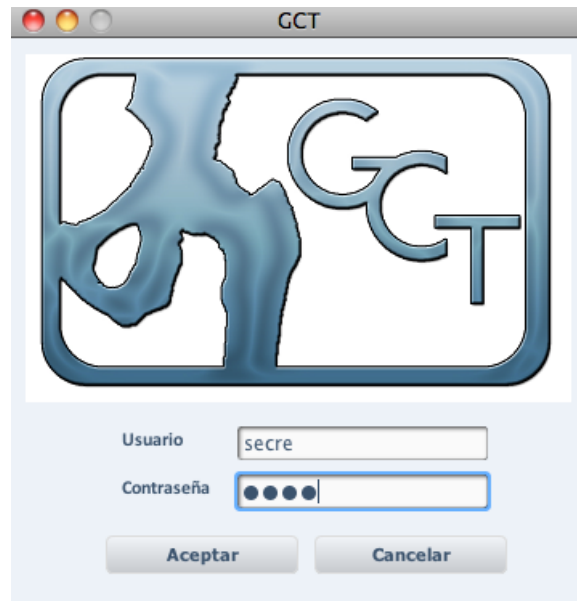 GCT
GCT
Usuario
secre
Contraseña
●●●●
Aceptar
Cancelar